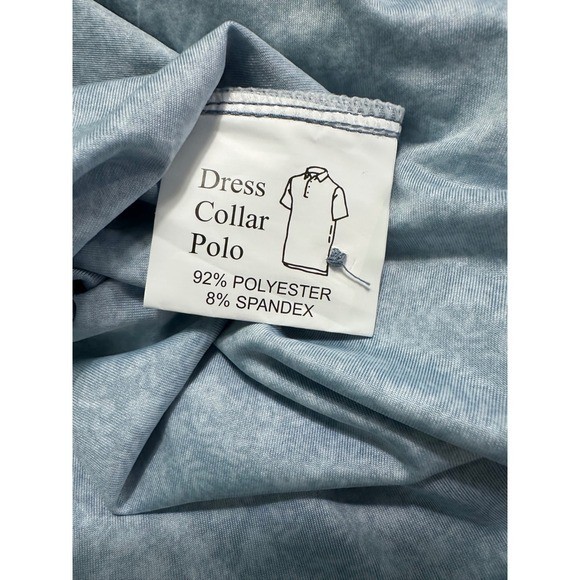 Dress
Collar
Polo
92% POLYESTER
8% SPANDEX